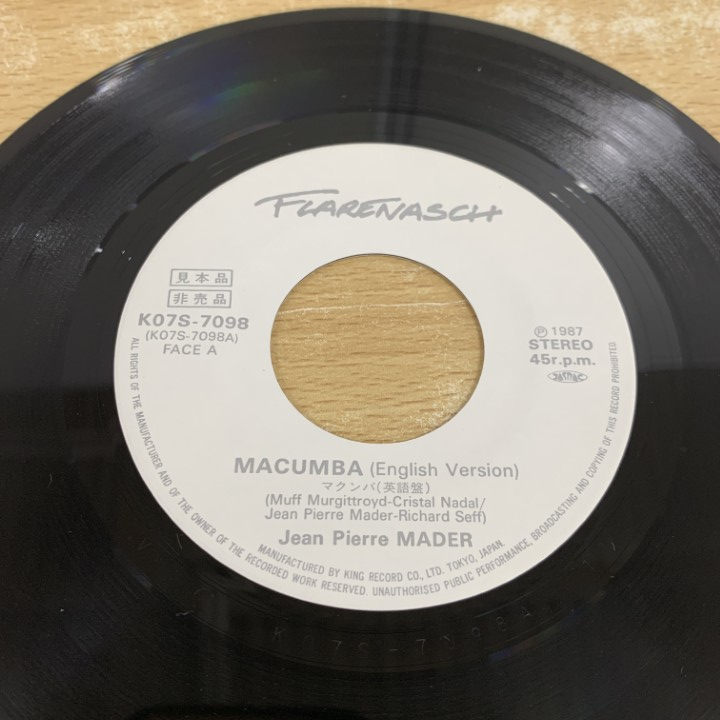 FLARENASCH
見本品
非売品
K07S-7098
(K07S-7098A)
FACE A
Ⓟ 1987
STEREO
45r.p.m.
JASRAC
MACUMBA (English Version)
マクンバ(英語盤)
(Muff Murgittroyd-Cristal Nadal/
Jean Pierre Mader-Richard Seff)
Jean Pierre MADER
MANUFACTURED BY KING RECORD CO., LTD. TOKYO, JAPAN.
ALL RIGHTS OF THE MANUFACTURER AND OF THE OWNER OF THE RECORDED WORK RESERVED. UNAUTHORISED PUBLIC PERFORMANCE, BROADCASTING AND COPYING OF THIS RECORD PROHIBITED
K07S-7098A